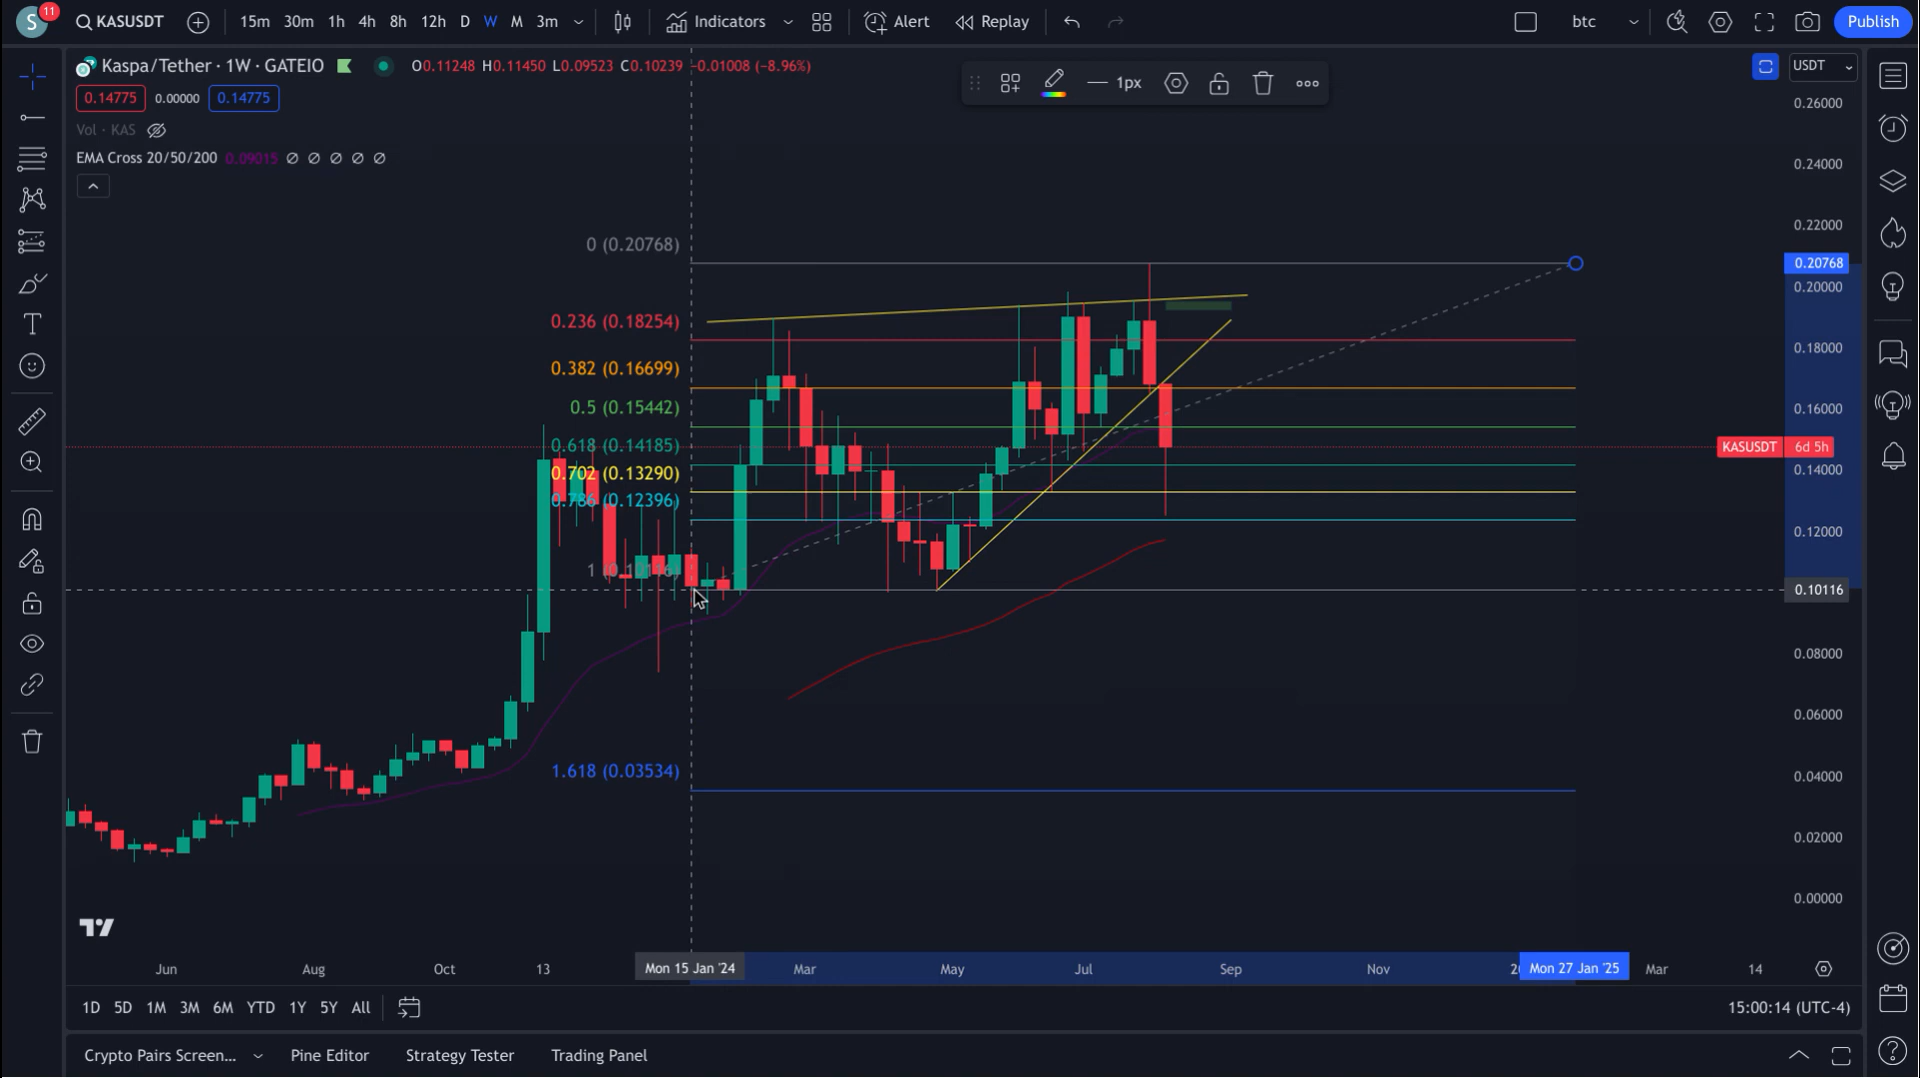 S 11 KASUSDT 15m 30m 1h 4h 8h 12h D W M 3m Indicators Alert Replay btc Publish
Kaspa/Tether · 1W · GATEIO O0.11248 H0.11450 L0.09523 C0.10239 -0.01008 (-8.96%)
1px
USDT
0.14775 0.00000 0.14775
Vol · KAS
EMA Cross 20/50/200 0.09015 ∅ ∅ ∅ ∅ ∅
0.26000
0.24000
0.22000
0 (0.20768)
0.20768
0.20000
0.236 (0.18254)
0.18000
0.382 (0.16699)
0.5 (0.15442)
0.16000
0.618 (0.14185)
KASUSDT 6d 5h
0.702 (0.13290)
0.14000
0.786 (0.12396)
0.12000
1 (0.10116)
0.10116
0.08000
0.06000
1.618 (0.03534)
0.04000
0.02000
0.00000
Jun Aug Oct 13 Mon 15 Jan '24 Mar May Jul Sep Nov Mon 27 Jan '25 Mar 14
1D 5D 1M 3M 6M YTD 1Y 5Y All
15:00:14 (UTC-4)
Crypto Pairs Screen... Pine Editor Strategy Tester Trading Panel